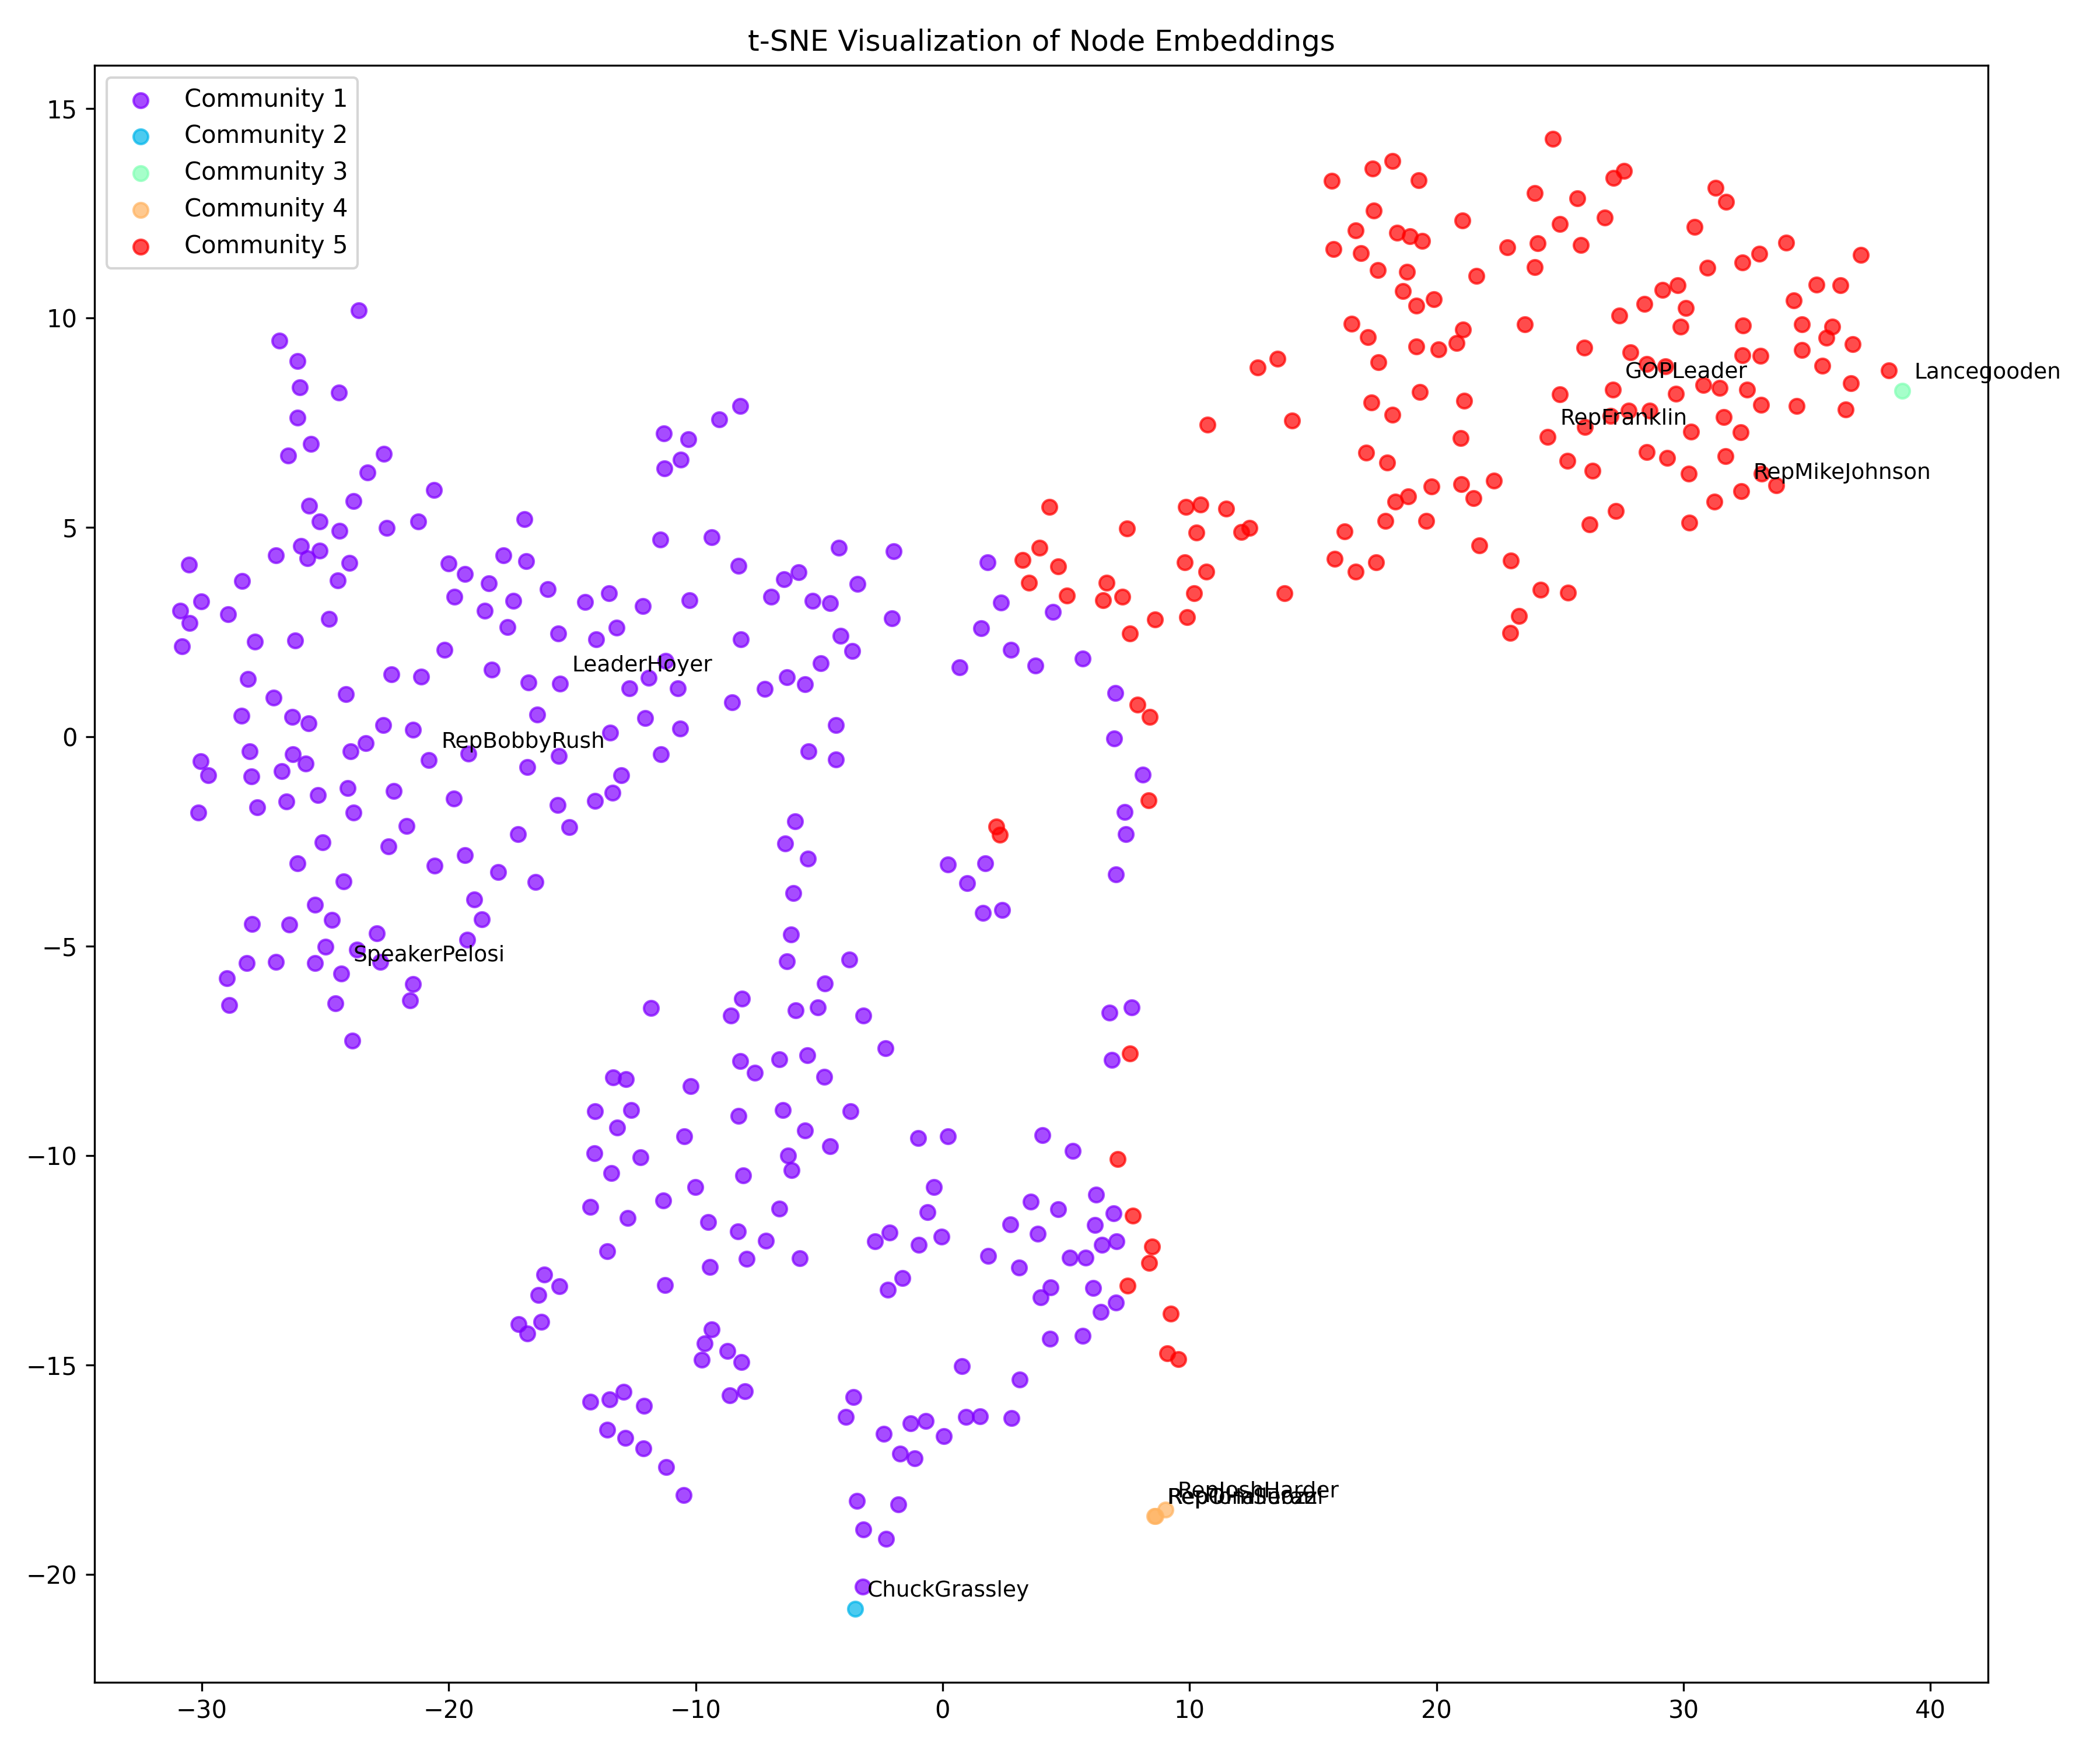 t-SNE Visualization of Node Embeddings
Community 1
Community 2
Community 3
Community 4
Community 5
15
10
5
0
−5
−10
−15
−20
GOPLeader
Lancegooden
RepFranklin
RepMikeJohnson
LeaderHoyer
RepBobbyRush
SpeakerPelosi
RepJoshHarder
ChuckGrassley
−30
−20
−10
0
10
20
30
40